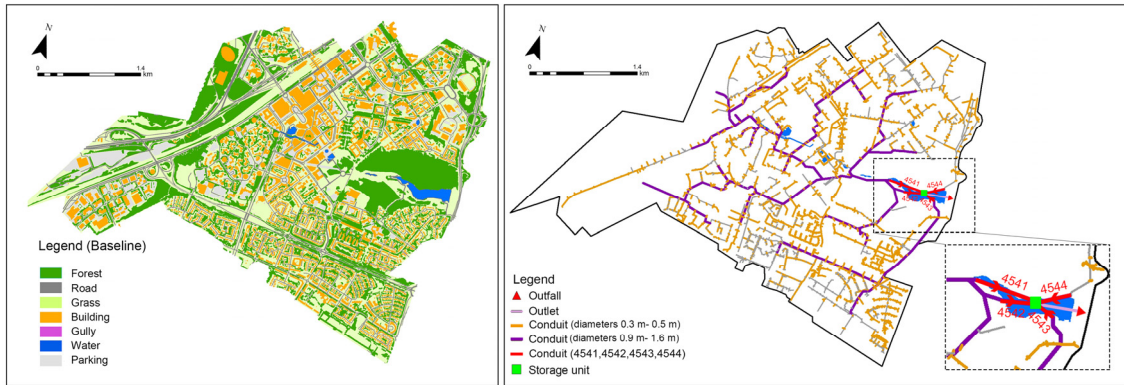 N
0
1.4
km
Legend (Baseline)
Forest
Road
Grass
Building
Gully
Water
Parking
N
0
1.4
km
4541
4544
4543
4541
4544
4543
Legend
Outfall
Outlet
Conduit (diameters 0.3 m- 0.5 m)
Conduit (diameters 0.9 m- 1.6 m)
Conduit (4541,4542,4543,4544)
Storage unit